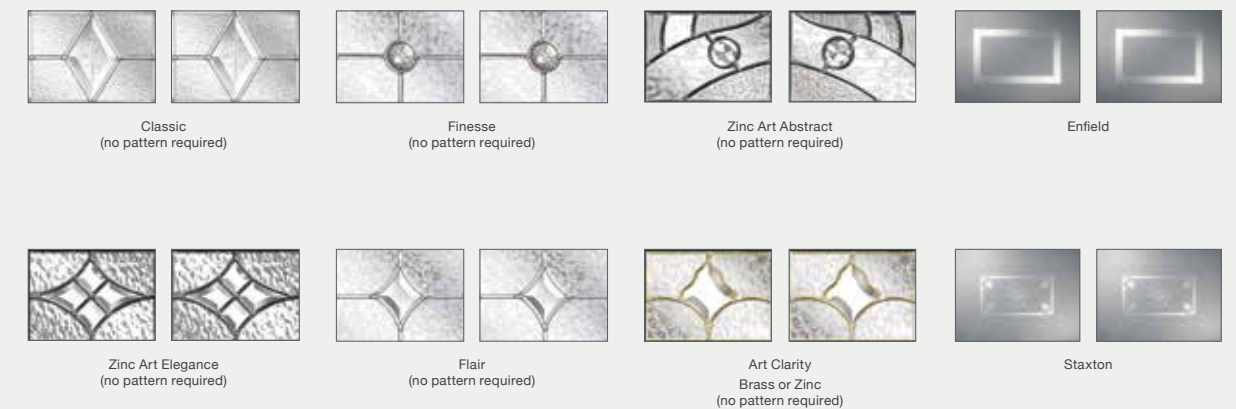 Classic
(no pattern required)
Finesse
(no pattern required)
Zinc Art Abstract
(no pattern required)
Enfield
Zinc Art Elegance
(no pattern required)
Flair
(no pattern required)
Art Clarity
Brass or Zinc
(no pattern required)
Staxton